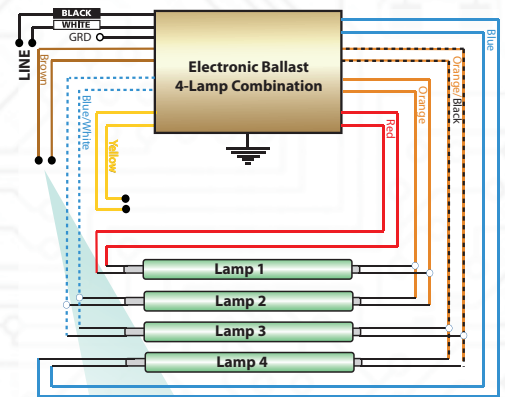 BLACK
WHITE
GRD
LINE
Brown
Blue/White
Yellow
Electronic Ballast
4-Lamp Combination
Red
Orange
Orange/Black
Blue
Lamp 1
Lamp 2
Lamp 3
Lamp 4